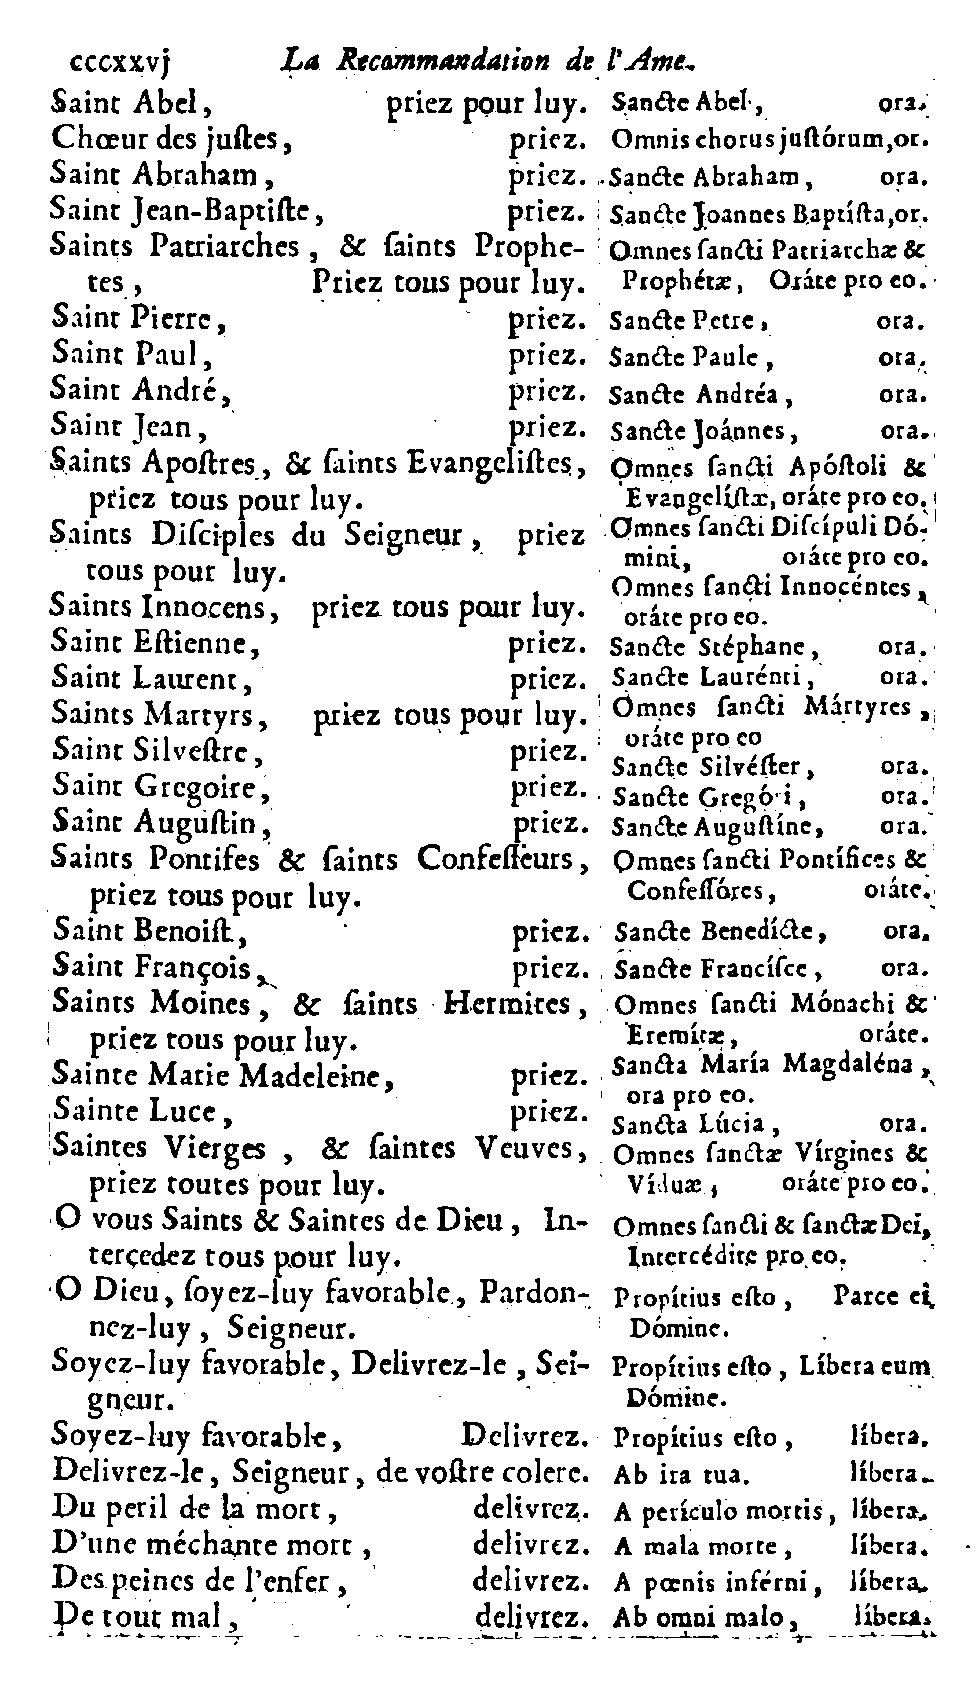 cccxxvj La Recommandation de l'Ame.
Saint Abel, priez pour luy.
Chœur des juſtes, priez.
Saint Abraham, priez.
Saint Jean-Baptiſte, priez.
Saints Patriarches, & ſaints Prophe-
tes, Priez tous pour luy.
Saint Pierre, priez.
Saint Paul, priez.
Saint André, priez.
Saint Jean, priez.
Saints Apoſtres, & ſaints Evangeliſtes,
priez tous pour luy.
Saints Diſciples du Seigneur, priez
tous pour luy.
Saints Innocens, priez tous pour luy.
Saint Eſtienne, priez.
Saint Laurent, priez.
Saints Martyrs, priez tous pour luy.
Saint Silveſtre, priez.
Saint Gregoire, priez.
Saint Auguſtin, priez.
Saints Pontifes & ſaints Confeſſeurs,
priez tous pour luy.
Saint Benoiſt, priez.
Saint François, priez.
Saints Moines, & ſaints Hermites,
priez tous pour luy.
Sainte Marie Madeleine, priez.
Sainte Luce, priez.
Saintes Vierges, & ſaintes Veuves,
priez toutes pour luy.
O vous Saints & Saintes de Dieu, In-
terçedez tous pour luy.
O Dieu, ſoyez-luy favorable, Pardon-
nez-luy, Seigneur.
Soyez-luy favorable, Delivrez-le, Sei-
gneur.
Soyez-luy favorable, Delivrez.
Delivrez-le, Seigneur, de voſtre colere.
Du peril de la mort, delivrez.
D'une méchante mort, delivrez.
Des peines de l'enfer, delivrez.
De tout mal, delivrez.
Sancte Abel, ora.
Omnis chorus juſtórum, or.
Sancte Abraham, ora.
Sancte Joannes Baptíſta, or.
Omnes ſancti Patriarchæ &
Prophétæ, Oráte pro eo.
Sancte Petre, ora.
Sancte Paule, ora.
Sancte Andréa, ora.
Sancte Joánnes, ora.
Omnes ſancti Apóſtoli &
Evangelíſtæ, oráte pro eo.
Omnes ſancti Diſcípuli Dó-
mini, oráte pro eo.
Omnes ſancti Innocéntes,
oráte pro eo.
Sancte Stéphane, ora.
Sancte Laurénti, ora.
Omnes ſancti Mártyres,
oráte pro eo
Sancte Silvéſter, ora.
Sancte Gregó i, ora.
Sancte Auguſtíne, ora.
Omnes ſancti Pontífices &
Confeſſóres, oráte.
Sancte Benedícte, ora.
Sancte Francíſce, ora.
Omnes ſancti Mónachi &
Eremítæ, oráte.
Sancta María Magdaléna,
ora pro eo.
Sancta Lúcia, ora.
Omnes ſanctæ Vírgines &
Víduæ, oráte pro eo.
Omnes ſancti & ſanctæ Dei,
Intercédite pro eo.
Propítius eſto, Parce ei
Dómine.
Propítius eſto, Líbera eum
Dómine.
Propítius eſto, líbera.
Ab ira tua. líbera.
A perículo mortis, líbera.
A mala morte, líbera.
A pœnis inférni, líbera.
Ab omni malo, líbera.